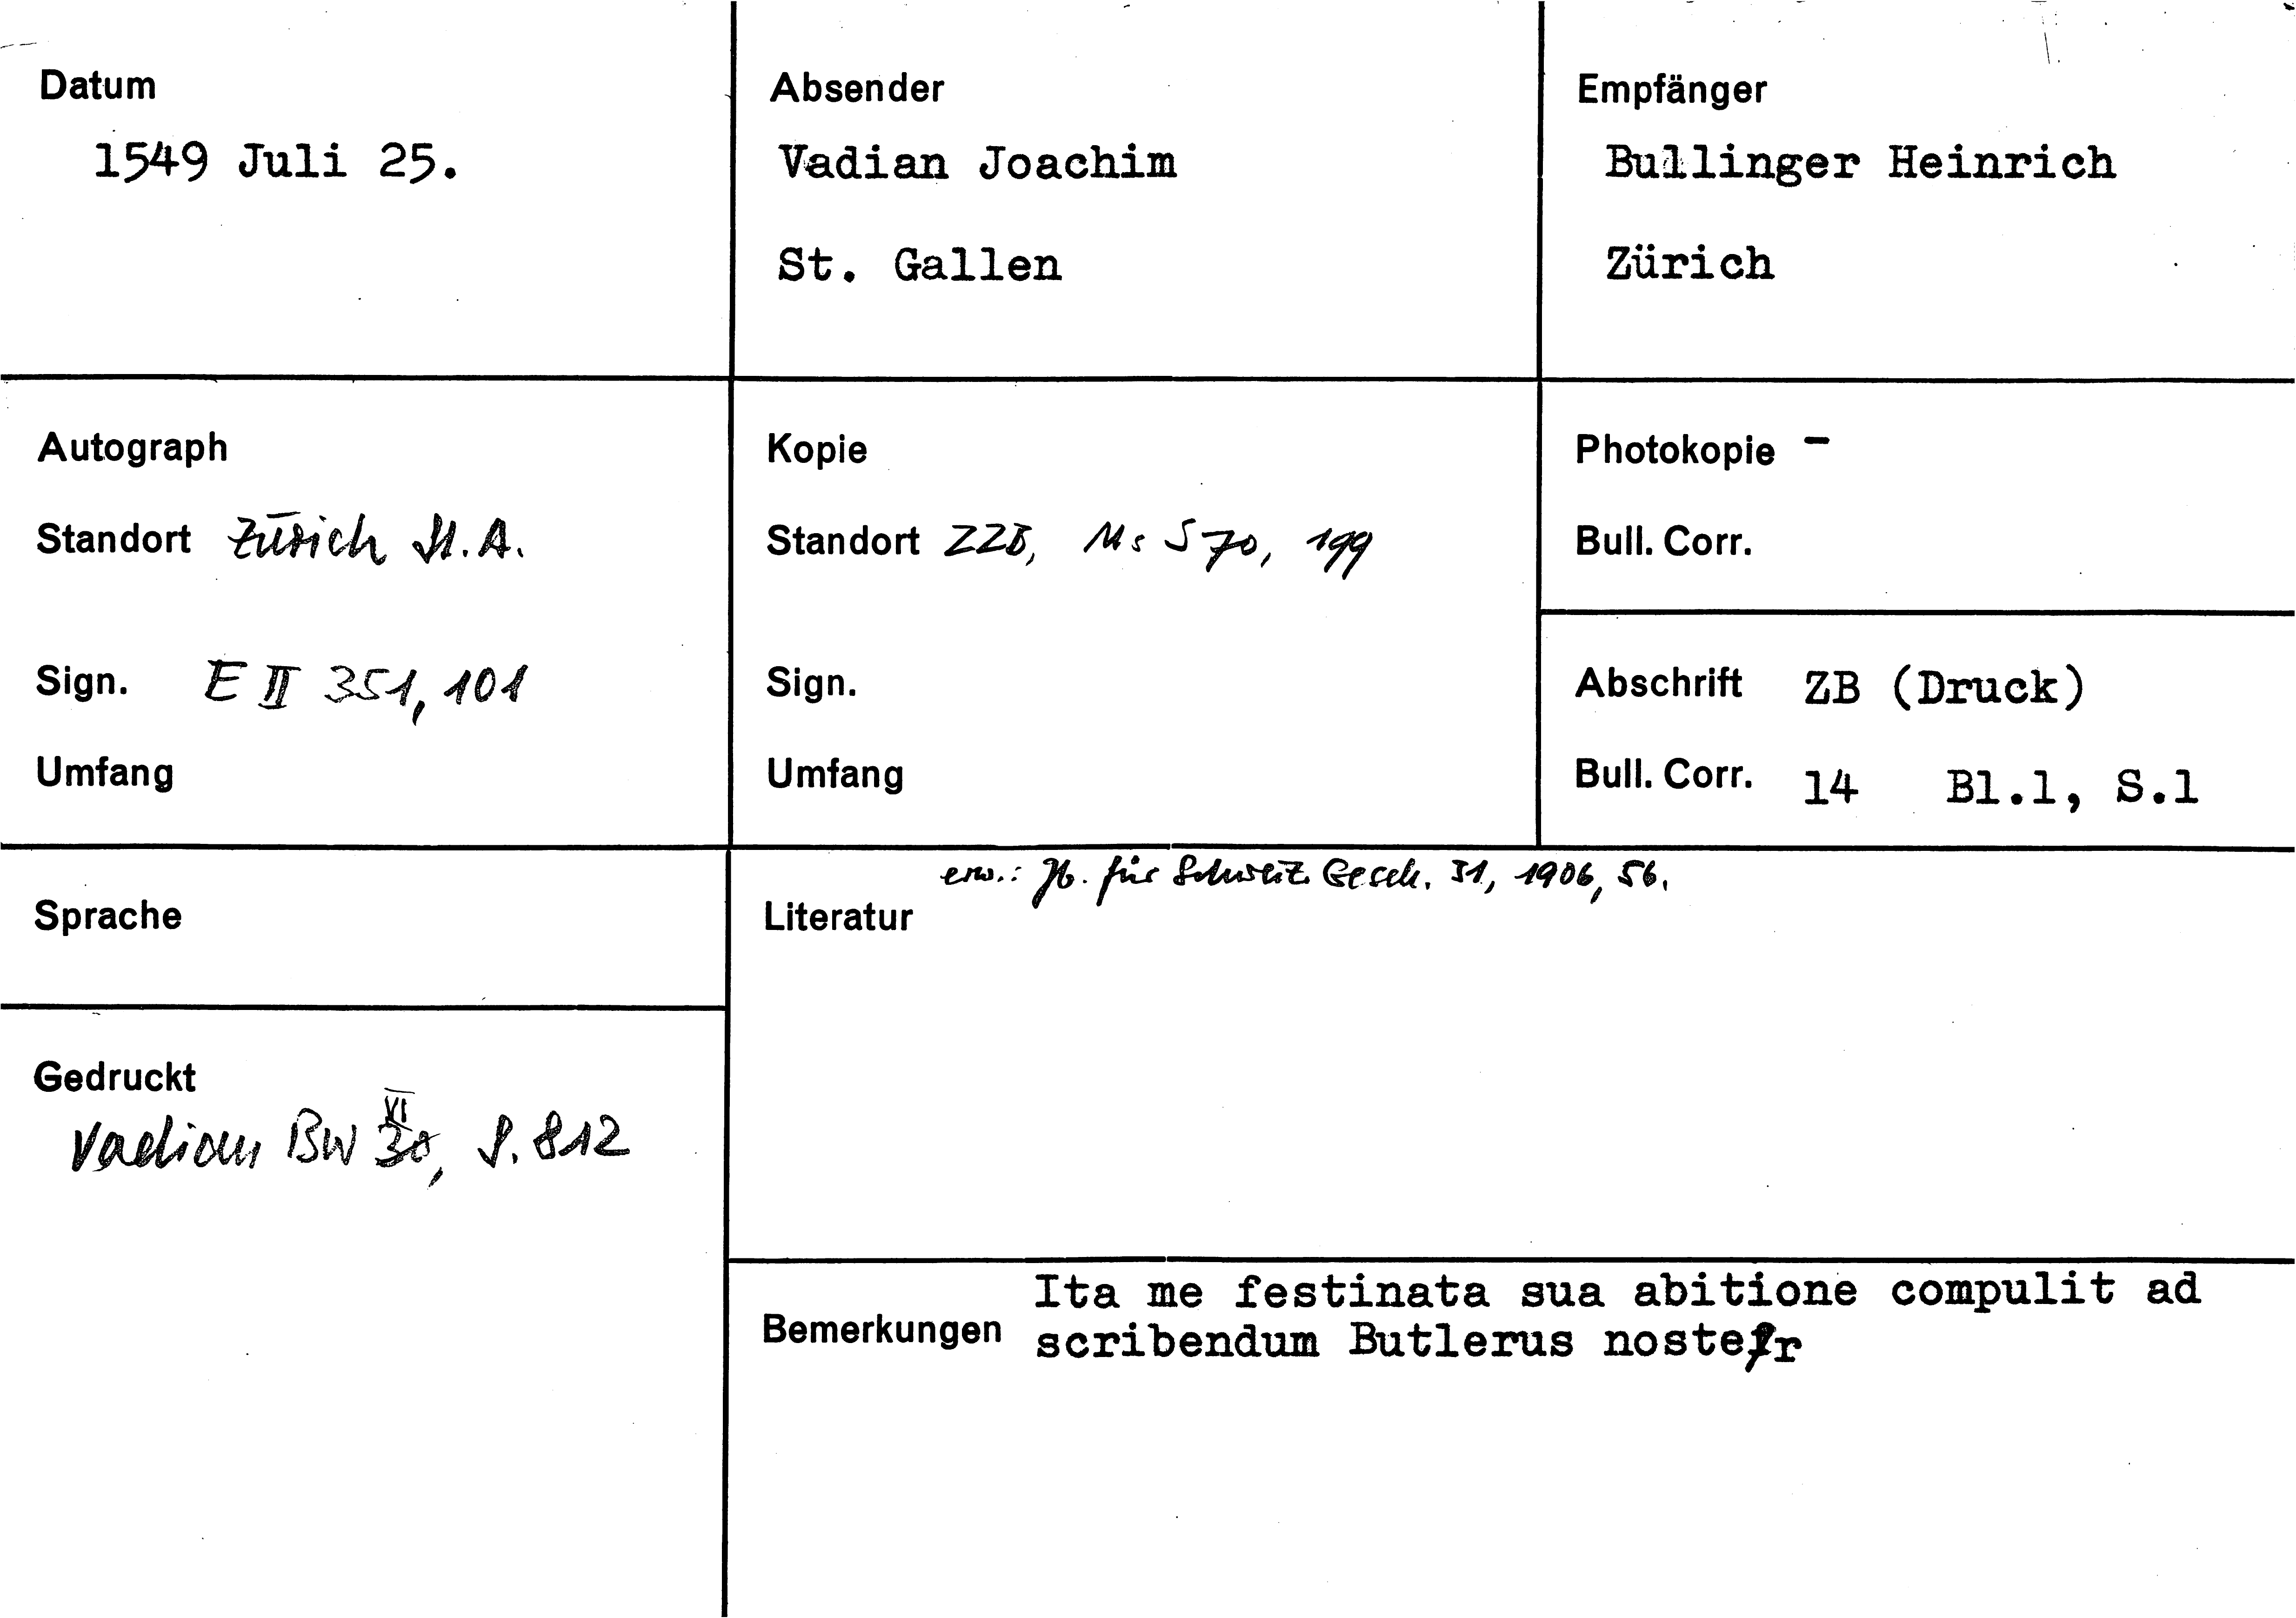 Datum
1549 Juli 25.
Absender
Vadian Joachim
St. Gallen
Empfänger
Bullinger Heinrich
Zürich
Autograph
Standort Zürich St.A.
Sign. E II 351, 101
Umfang
Kopie
Standort ZZB, Ms S 70, 199
Sign.
Umfang
Photokopie -
Bull. Corr.
Abschrift ZB (Druck)
Bull. Corr. 14 Bl.1, S.1
Sprache
Gedruckt
VI
Vadian BW 30, S. 812
erw.: Jb. für Schweiz. Gesch. 31, 1906, 56.
Literatur
Ita me festinata sua abitione compulit ad
Bemerkungen scribendum Butlerus noster